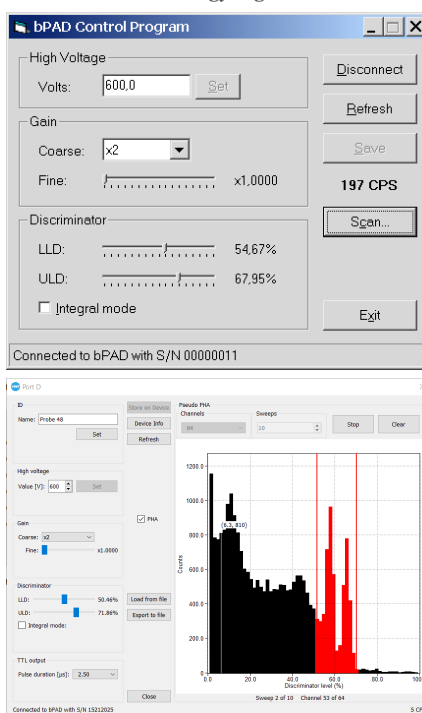 bPAD Control Program
High Voltage
Volts: 600,0 Set
Disconnect
Refresh
Gain
Coarse: x2
Save
Fine: x1,0000
197 CPS
Discriminator
Scan...
LLD: 54,67%
ULD: 67,95%
Integral mode
Exit
Connected to bPAD with S/N 00000011
Port D
ID
Name: Probe 48
Set
Store on Device
Device Info
Refresh
Pseudo PHA
Channels
64
Sweeps
10
Stop
Clear
High voltage
Value [V]: 600 Set
PHA
Gain
Coarse: x2
Fine: x1.0000
Discriminator
LLD: 50.46%
ULD: 71.86%
Integral mode:
Load from file
Export to file
TTL output
Pulse duration [µs]: 2.50
Close
1200.0
1000.0
(6.3, 810)
800.0
Counts
600.0
400.0
200.0
0
0.0 20.0 40.0 60.0 80.0 100
Discriminator level (%)
Sweep 2 of 10 Channel 53 of 64
Connected to bPAD with S/N 15212025